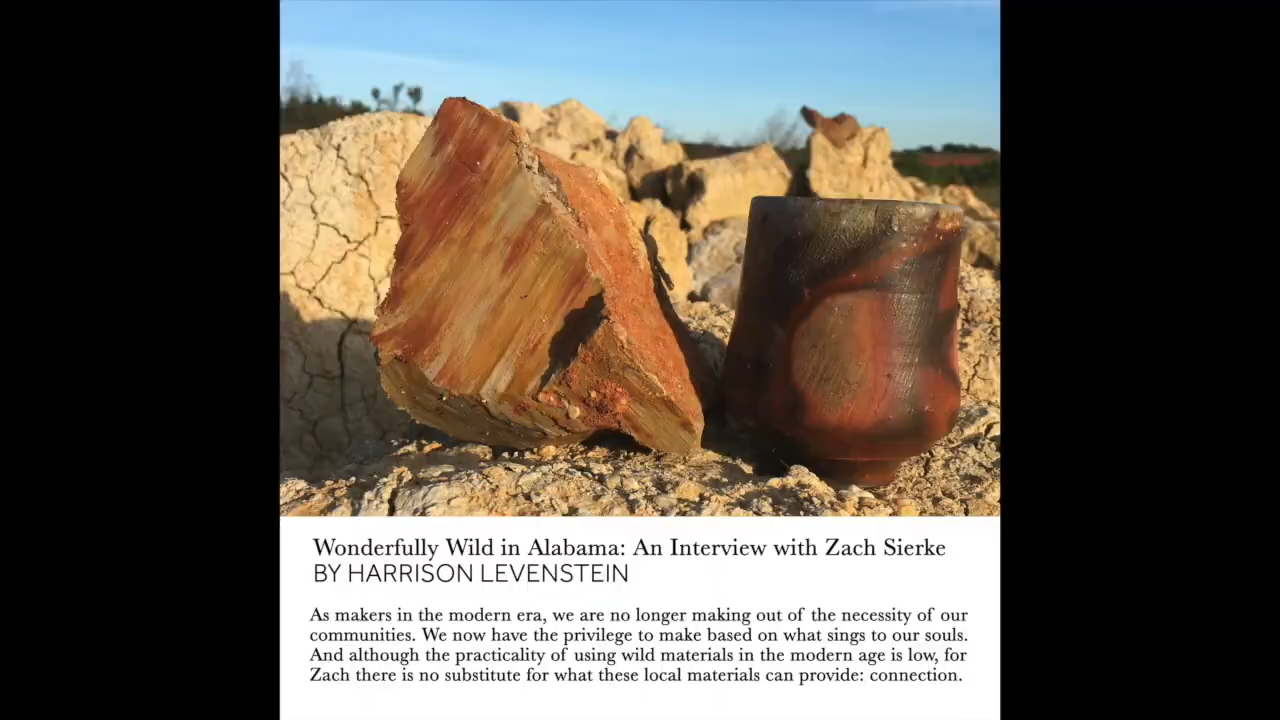 Wonderfully Wild in Alabama: An Interview with Zach Sierke
BY HARRISON LEVENSTEIN
As makers in the modern era, we are no longer making out of the necessity of our
communities. We now have the privilege to make based on what sings to our souls.
And although the practicality of using wild materials in the modern age is low, for
Zach there is no substitute for what these local materials can provide: connection.